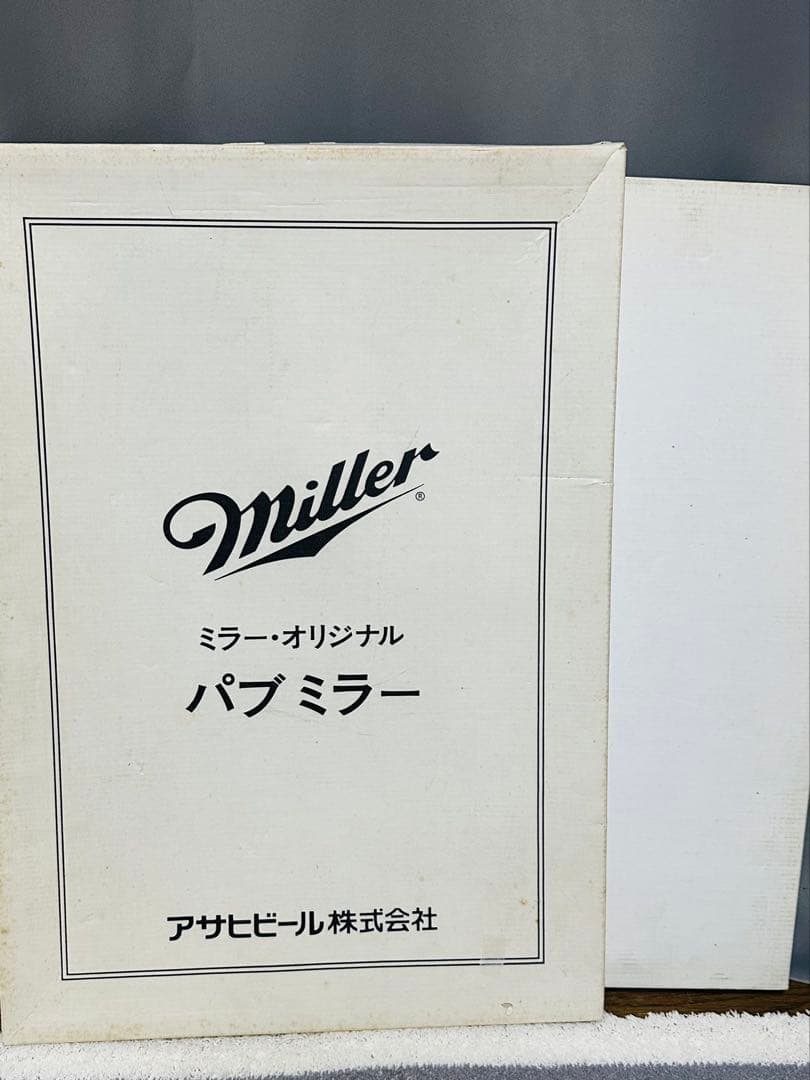 Miller®
ミラー・オリジナル
パブ ミラー
アサヒビール株式会社